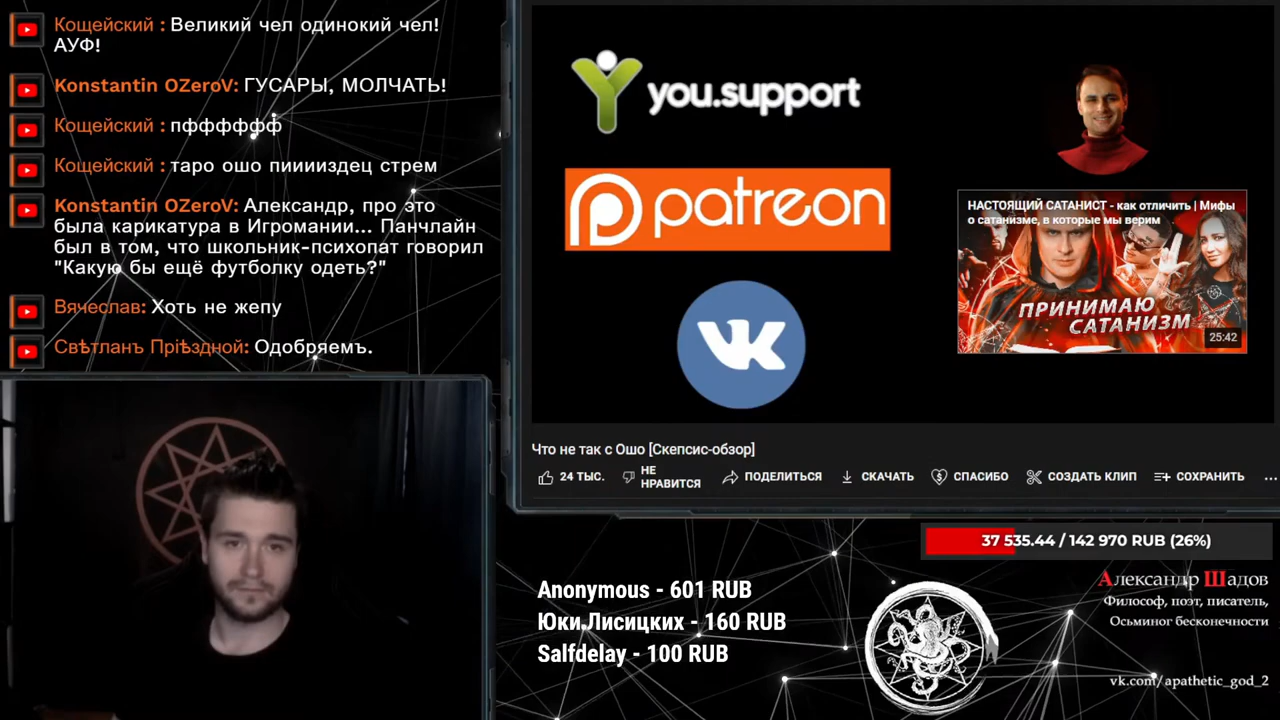 Кощейский : Великий чел одинокий чел!
АУФ!
Konstantin OZeroV: ГУСАРЫ, МОЛЧАТЬ!
Кощейский : пфффффф
Кощейский : таро ошо пииииздец стрем
Konstantin OZeroV: Александр, про это
была карикатура в Игромании... Панчлайн
был в том, что школьник-психопат говорил
"Какую бы ещё футболку одеть?"
Вячеслав: Хоть не жепу
Свѣтланъ Прiѣздной: Одобряемъ.
you.support
patreon
НАСТОЯЩИЙ САТАНИСТ - как отличить | Мифы
о сатанизме, в которые мы верим
ПРИНИМАЮ
САТАНИЗМ
25:42
Что не так с Ошо [Скепсис-обзор]
24 ТЫС.
НЕ
НРАВИТСЯ
ПОДЕЛИТЬСЯ
СКАЧАТЬ
СПАСИБО
СОЗДАТЬ КЛИП
СОХРАНИТЬ
...
37 535.44 / 142 970 RUB (26%)
Anonymous - 601 RUB
Юки Лисицких - 160 RUB
Salfdelay - 100 RUB
Александр Шадов
Философ, поэт, писатель,
Осьминог бесконечности
vk.com/apathetic_god_2